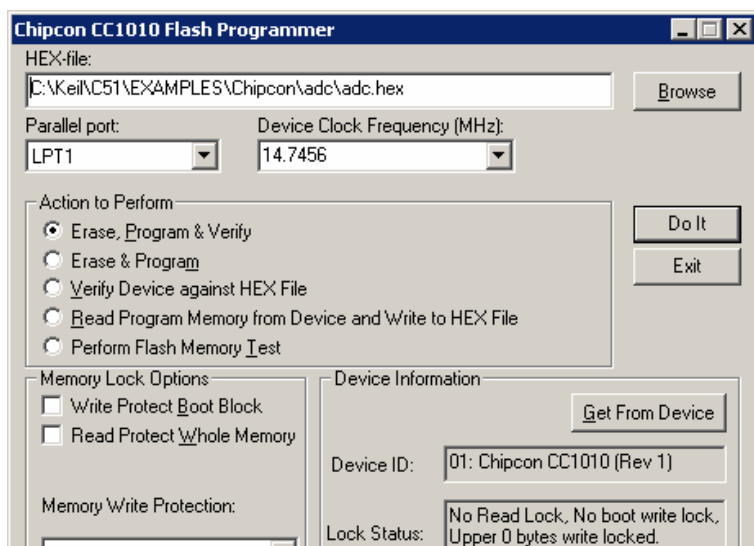 Chipcon CC1010 Flash Programmer
HEX-file:
C:\Keil\C51\EXAMPLES\Chipcon\adc\adc.hex
Browse
Parallel port:
Device Clock Frequency (MHz):
LPT1
14.7456
Action to Perform
Erase, Program & Verify
Do It
Erase & Program
Exit
Verify Device against HEX File
Read Program Memory from Device and Write to HEX File
Perform Flash Memory Test
Memory Lock Options
Write Protect Boot Block
Read Protect Whole Memory
Memory Write Protection:
Device Information
Get From Device
Device ID:
01: Chipcon CC1010 (Rev 1)
Lock Status:
No Read Lock, No boot write lock,
Upper 0 bytes write locked.